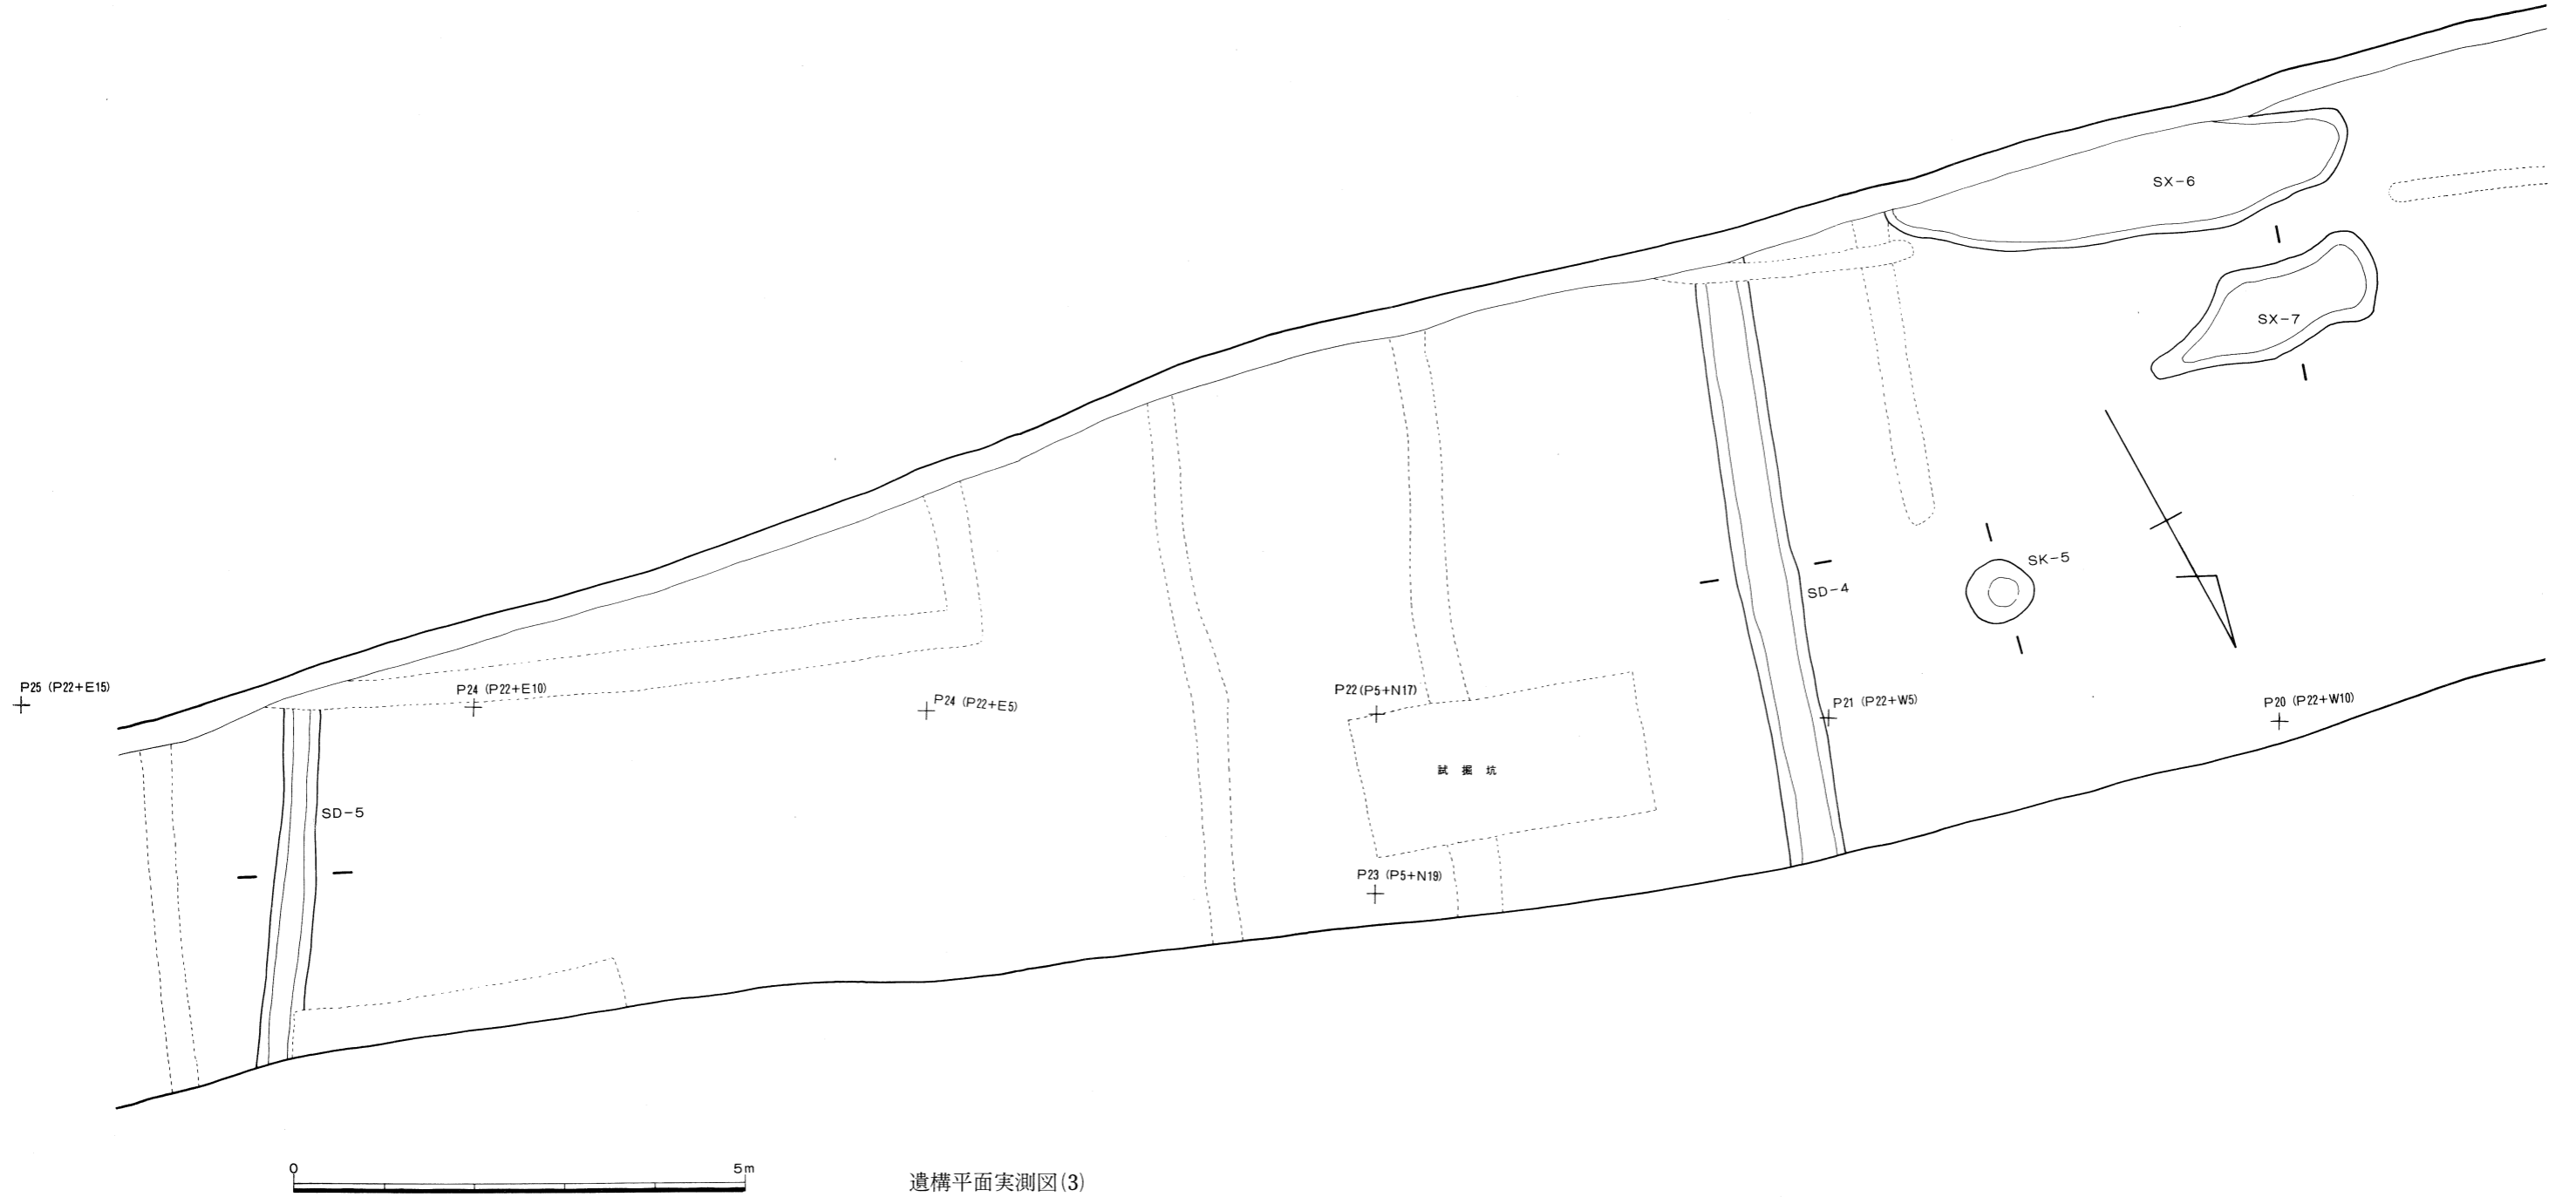 SX-6
SX-7
SK-5
SD-4
P25 (P22+E15)
P24 (P22+E10)
P24 (P22+E5)
P22 (P5+N17)
P21 (P22+W5)
P20 (P22+W10)
試掘坑
SD-5
P23 (P5+N19)
0 5m
遺構平面実測図(3)